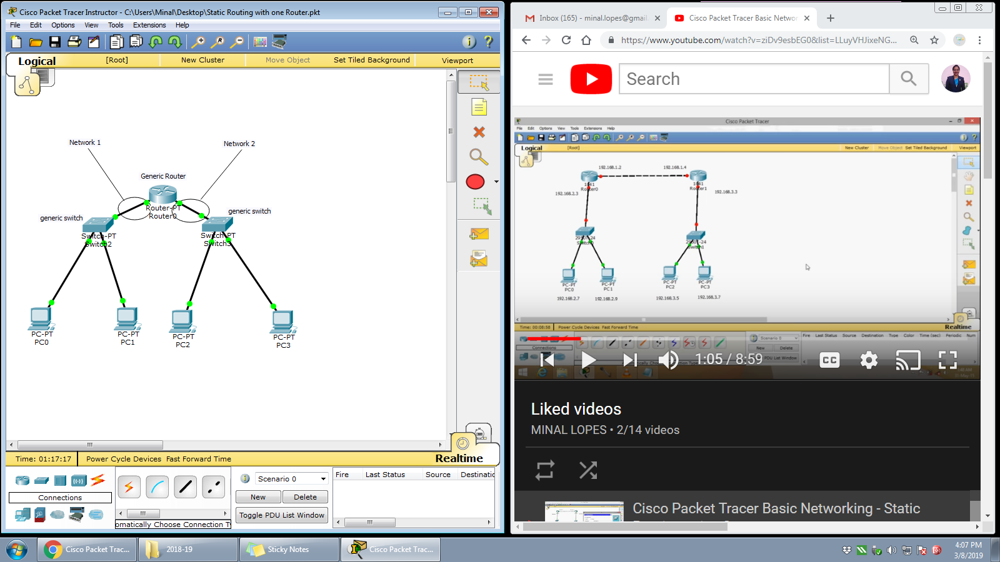 Cisco Packet Tracer Instructor - C:\Users\Minal\Desktop\Static Routing with one Router.pkt
File Edit Options View Tools Extensions Help
Logical [Root] New Cluster Move Object Set Tiled Background Viewport
Network 1
Network 2
Generic Router
Router-PT
Router0
generic switch
generic switch
Switch-PT
Switch2
Switch-PT
Switch3
PC-PT
PC0
PC-PT
PC1
PC-PT
PC2
PC-PT
PC3
Time: 01:17:17 Power Cycle Devices Fast Forward Time
Realtime
Connections
omatically Choose Connection T
Scenario 0
New Delete
Toggle PDU List Window
Fire Last Status Source Destinatio
Inbox (165) - minal.lopes@gmail
Cisco Packet Tracer Basic Networ
https://www.youtube.com/watch?v=ziDv9esbEG0&list=LLuyVHJixeNG...
Search
Cisco Packet Tracer
File Edit Options View Tools Extensions Help
Logical [Root] New Cluster Move Object Set Tiled Background Viewport
192.168.1.2
192.168.1.4
1841
Router0
1841
Router1
192.168.2.3
192.168.3.3
2950T-24
2950T-24
Switch1
PC-PT
PC0
PC-PT
PC1
PC-PT
PC2
PC-PT
PC3
192.168.2.7
192.168.2.9
192.168.3.5
192.168.3.7
Time: 00:08:58 Power Cycle Devices Fast Forward Time
Realtime
Connections
Scenario 0
New Delete
PDU List Window
Fire Last Status Source Destination Type Color Time (sec) Periodic Num
1:05 / 8:59
CC
Liked videos
MINAL LOPES • 2/14 videos
Cisco Packet Tracer Basic Networking - Static
Cisco Packet Trac...
2018-19
Sticky Notes
Cisco Packet Trac...
4:07 PM
3/8/2019